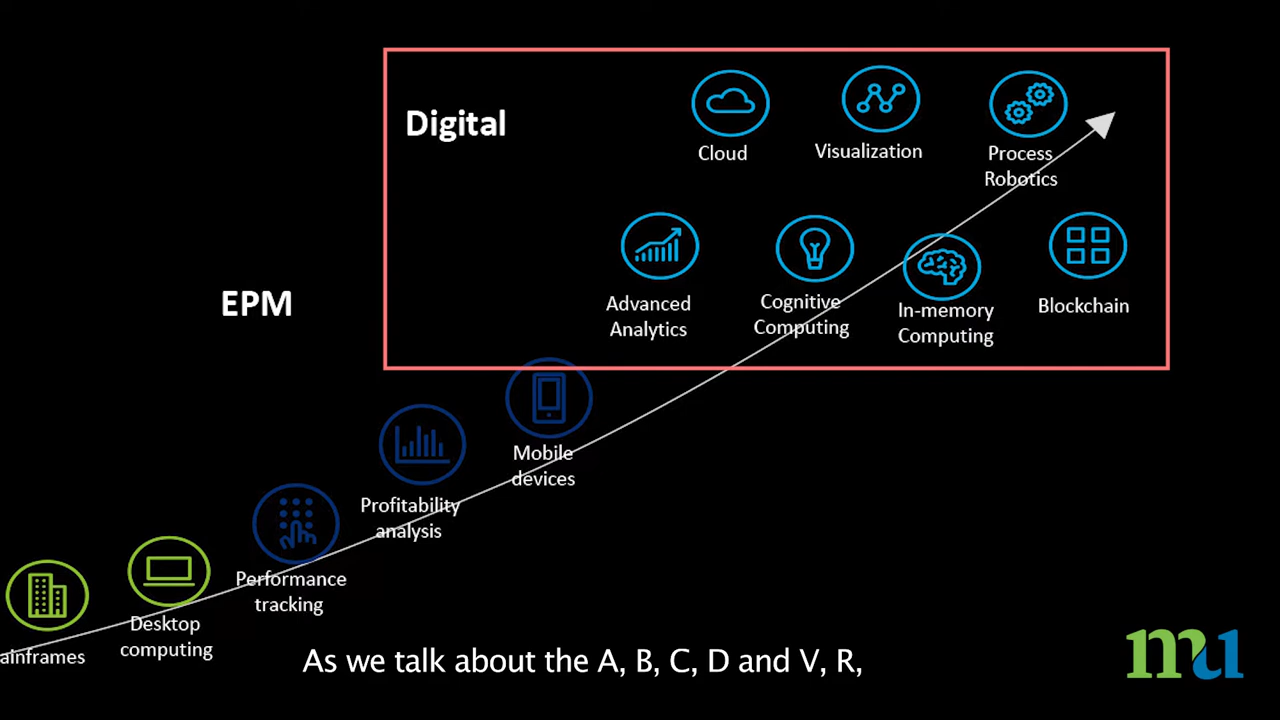 Digital
Cloud
Visualization
Process
Robotics
Advanced
Analytics
Cognitive
Computing
In-memory
Computing
Blockchain
EPM
Mobile
devices
Profitability
analysis
Performance
tracking
Desktop
computing
ainframes
As we talk about the A, B, C, D and V, R,
mu